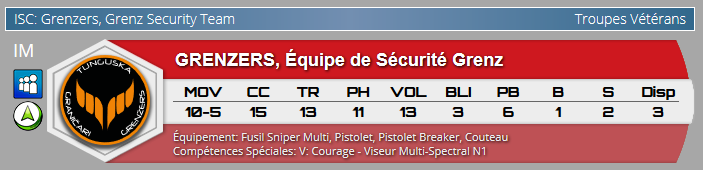 ISC: Grenzers, Grenz Security Team Troupes Vétérans
IM
TUNGUSKA
GRAMICARI GRENZERS
GRENZERS, Équipe de Sécurité Grenz
MOV CC TR PH VOL BLI PB B S Disp
10-5 15 13 11 13 3 6 1 2 3
Équipement: Fusil Sniper Multi, Pistolet, Pistolet Breaker, Couteau
Compétences Spéciales: V: Courage - Viseur Multi-Spectral N1